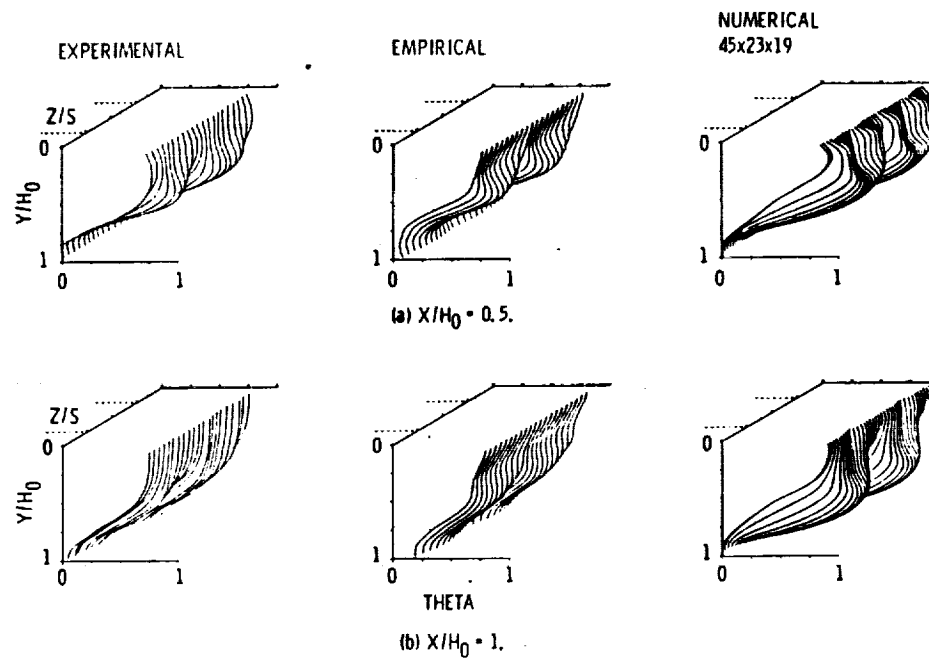 EXPERIMENTAL
EMPIRICAL
NUMERICAL
45x23x19
Z/S
0
Y/H0
1
0 1
0
1
0 1
0
1
0 1
(a) X/H0 = 0.5.
Z/S
0
Y/H0
1
0 1
0
1
0 1
0
1
0 1
THETA
(b) X/H0 = 1.